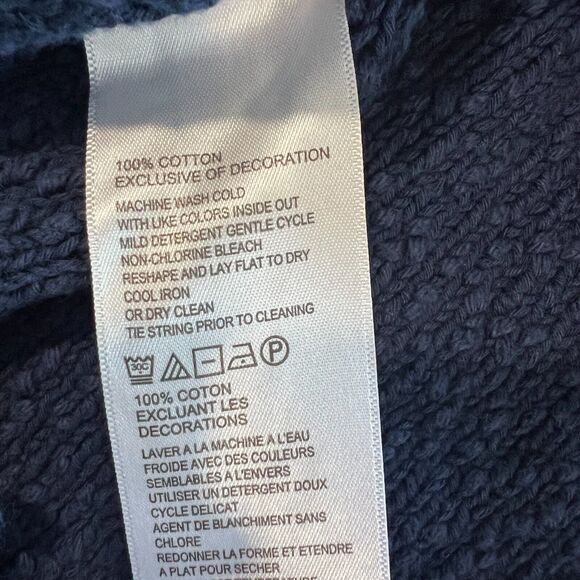 100% COTTON
EXCLUSIVE OF DECORATION
MACHINE WASH COLD
WITH LIKE COLORS INSIDE OUT
MILD DETERGENT GENTLE CYCLE
NON-CHLORINE BLEACH
RESHAPE AND LAY FLAT TO DRY
COOL IRON
OR DRY CLEAN
TIE STRING PRIOR TO CLEANING
30C P
100% COTON
EXCLUANT LES
DECORATIONS
LAVER A LA MACHINE A L'EAU
FROIDE AVEC DES COULEURS
SEMBLABLES A L'ENVERS
UTILISER UN DETERGENT DOUX
CYCLE DELICAT
AGENT DE BLANCHIMENT SANS
CHLORE
REDONNER LA FORME ET ETENDRE
A PLAT POUR SECHER